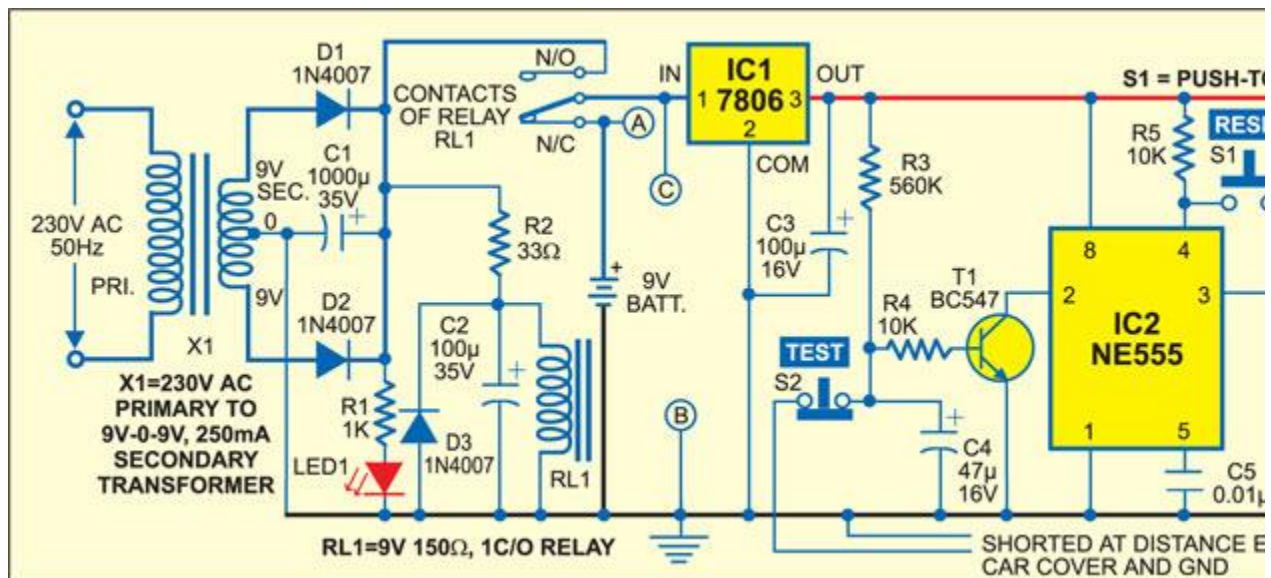 D1
1N4007
N/O
CONTACTS
OF RELAY
RL1
N/C
IN
IC1
7806
OUT
1
3
2
COM
A
C
S1 = PUSH-TO
R5
10K
RESE
S1
9V
SEC.
0
9V
C1
1000µ
35V
+
230V AC
50Hz
PRI.
X1
R2
33Ω
+
9V
BATT.
C3
100µ
16V
+
R3
560K
T1
BC547
R4
10K
8
4
2
3
IC2
NE555
1
5
D2
1N4007
C2
100µ
35V
+
TEST
S2
X1=230V AC
PRIMARY TO
9V-0-9V, 250mA
SECONDARY
TRANSFORMER
R1
1K
LED1
D3
1N4007
RL1
B
+
C4
47µ
16V
C5
0.01µ
RL1=9V 150Ω, 1C/O RELAY
SHORTED AT DISTANCE E
CAR COVER AND GND